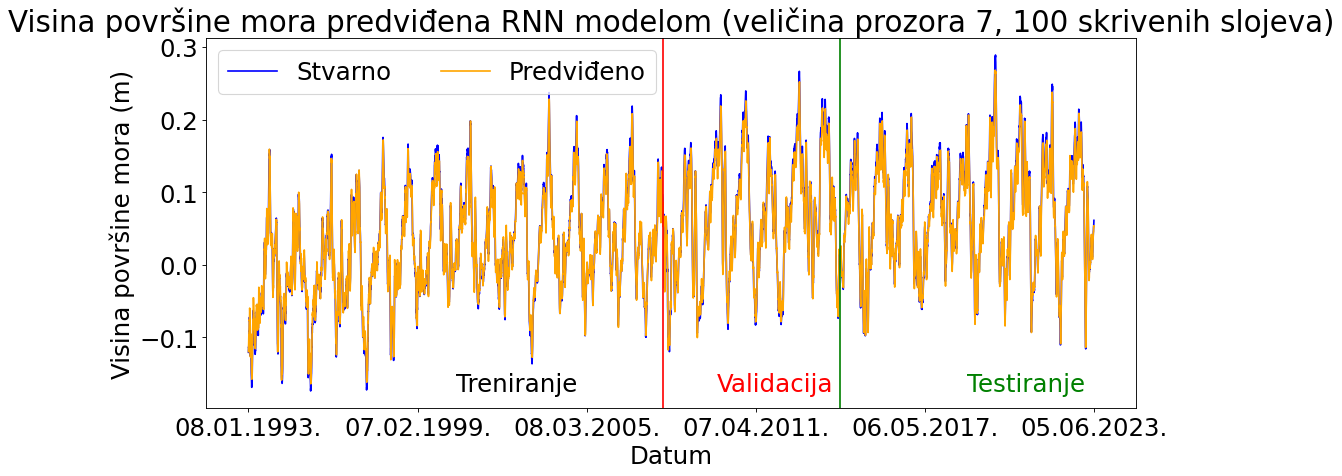 Visina površine mora predviđena RNN modelom (veličina prozora 7, 100 skrivenih slojeva)
Stvarno
Predviđeno
Visina površine mora (m)
0.3
0.2
0.1
0.0
−0.1
Treniranje
Validacija
Testiranje
08.01.1993.
07.02.1999.
08.03.2005.
07.04.2011.
06.05.2017.
05.06.2023.
Datum